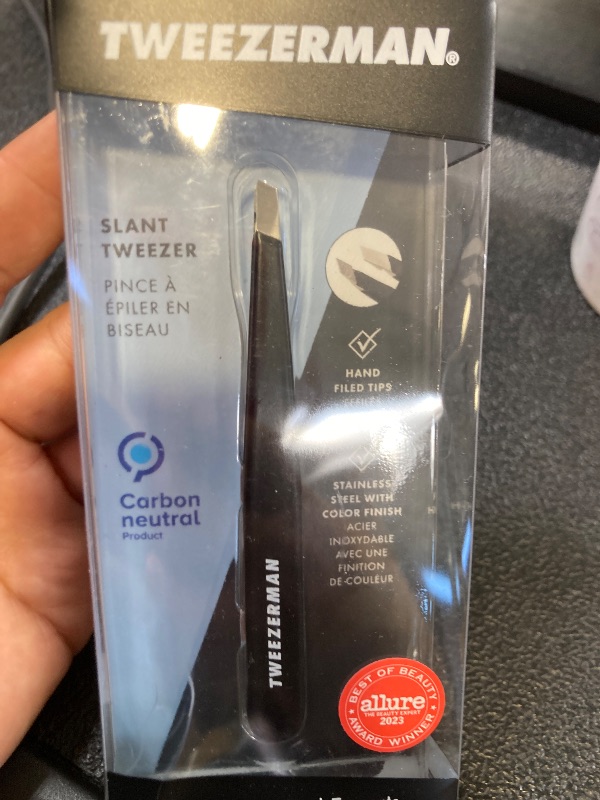 TWEEZERMAN®
SLANT
TWEEZER
PINCE À
ÉPILER EN
BISEAU
HAND
FILED TIPS
STAINLESS
STEEL WITH
COLOR FINISH
ACIER
INOXYDABLE
AVEC UNE
FINITION
DE COULEUR
Carbon
neutral
Product
TWEEZERMAN
BEST OF BEAUTY
allure
THE BEAUTY EXPERT
2023
AWARD WINNER